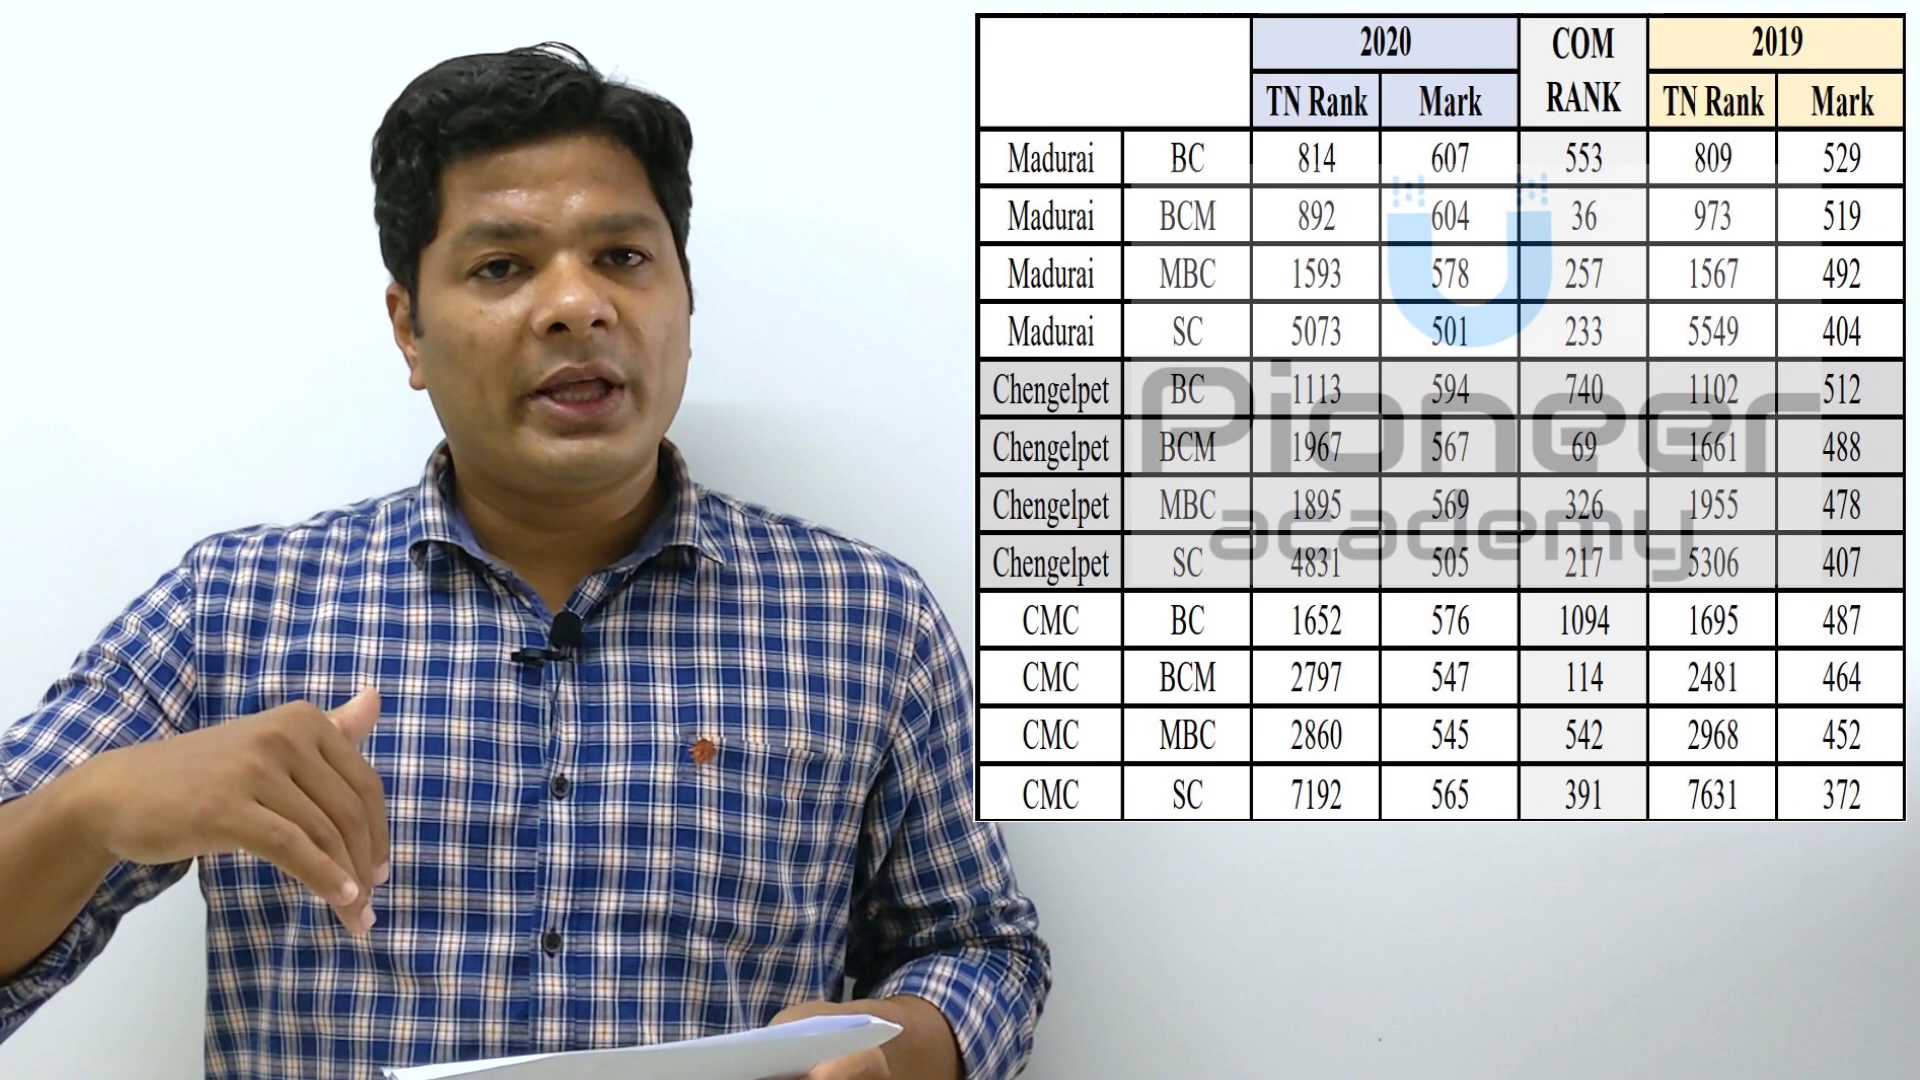 2020 COM RANK 2019
TN Rank Mark TN Rank Mark
Madurai BC 814 607 553 809 529
Madurai BCM 892 604 36 973 519
Madurai MBC 1593 578 257 1567 492
Madurai SC 5073 501 233 5549 404
Chengelpet BC 1113 594 740 1102 512
Chengelpet BCM 1967 567 69 1661 488
Chengelpet MBC 1895 569 326 1955 478
Chengelpet SC 4831 505 217 5306 407
CMC BC 1652 576 1094 1695 487
CMC BCM 2797 547 114 2481 464
CMC MBC 2860 545 542 2968 452
CMC SC 7192 565 391 7631 372
Pioneer
academy